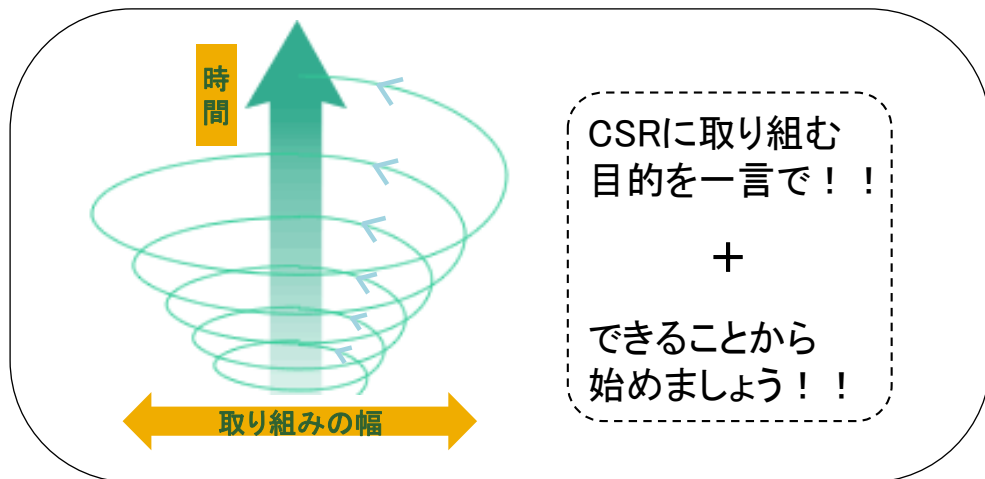 時
間
取り組みの幅
CSRに取り組む
目的を一言で！！
＋
できることから
始めましょう！！